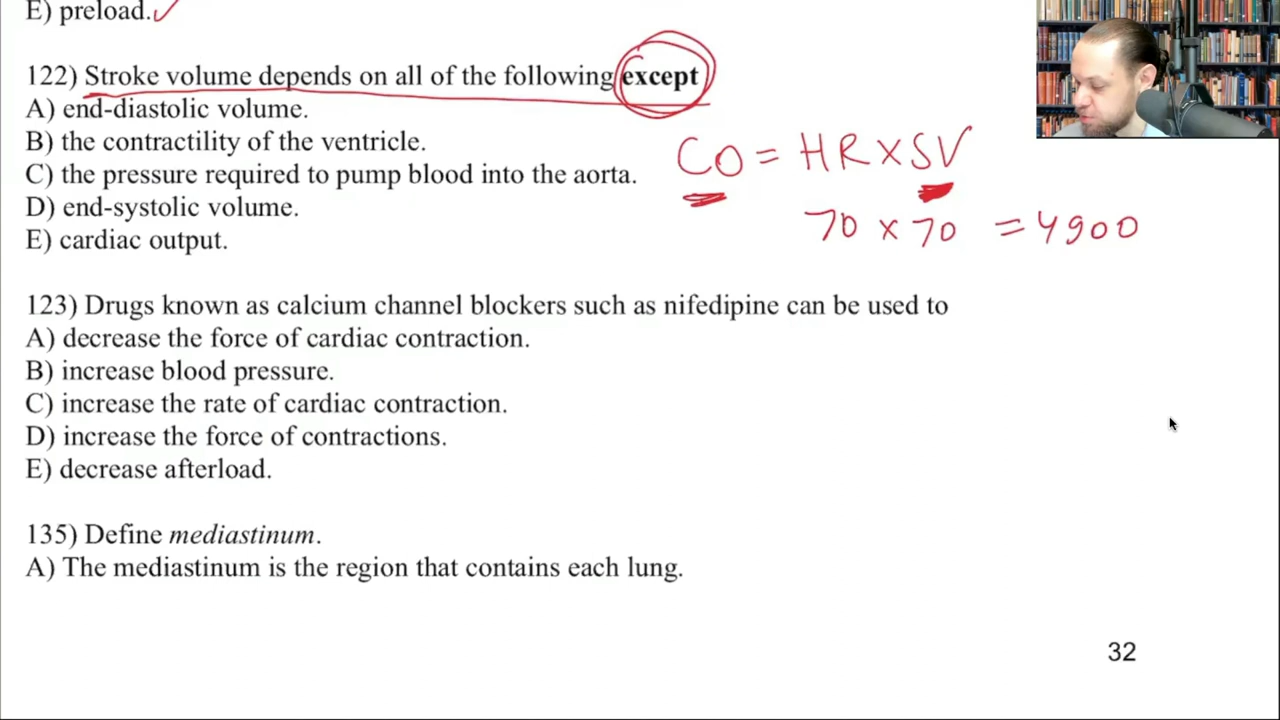 E) preload.✓
122) Stroke volume depends on all of the following except
A) end-diastolic volume.
B) the contractility of the ventricle.
C) the pressure required to pump blood into the aorta.
D) end-systolic volume.
E) cardiac output.
CO = HR × SV
70 × 70 = 4900
123) Drugs known as calcium channel blockers such as nifedipine can be used to
A) decrease the force of cardiac contraction.
B) increase blood pressure.
C) increase the rate of cardiac contraction.
D) increase the force of contractions.
E) decrease afterload.
135) Define mediastinum.
A) The mediastinum is the region that contains each lung.
32